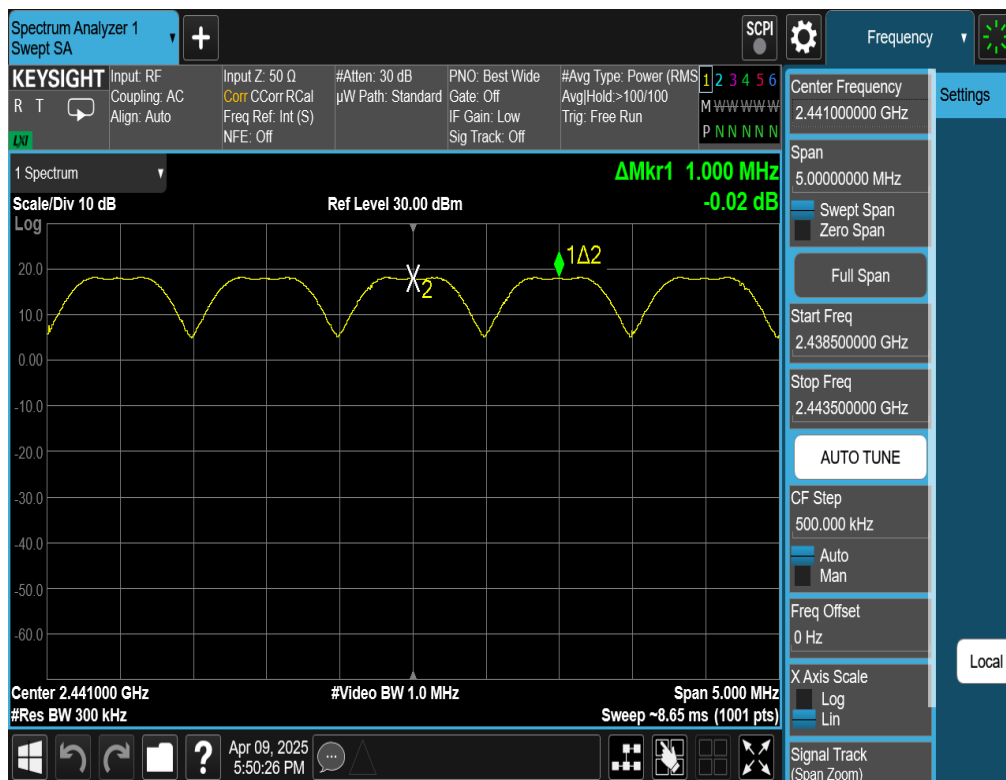 Spectrum Analyzer 1
Swept SA
+
SCPI
Frequency
KEYSIGHT
R T
LXI
Input: RF
Coupling: AC
Align: Auto
Input Z: 50 Ω
Corr CCorr RCal
Freq Ref: Int (S)
NFE: Off
#Atten: 30 dB
µW Path: Standard
PNO: Best Wide
Gate: Off
IF Gain: Low
Sig Track: Off
#Avg Type: Power (RMS
Avg|Hold:>100/100
Trig: Free Run
1 2 3 4 5 6
M W W W W W
P N N N N N
1 Spectrum
ΔMkr1 1.000 MHz
-0.02 dB
Scale/Div 10 dB
Ref Level 30.00 dBm
Log
1Δ2
2
20.0
10.0
0.00
-10.0
-20.0
-30.0
-40.0
-50.0
-60.0
Center 2.441000 GHz
#Video BW 1.0 MHz
Span 5.000 MHz
#Res BW 300 kHz
Sweep ~8.65 ms (1001 pts)
Center Frequency
2.441000000 GHz
Span
5.00000000 MHz
Swept Span
Zero Span
Full Span
Start Freq
2.438500000 GHz
Stop Freq
2.443500000 GHz
AUTO TUNE
CF Step
500.000 kHz
Auto
Man
Freq Offset
0 Hz
X Axis Scale
Log
Lin
Signal Track
(Span Zoom)
Settings
Local
?
Apr 09, 2025
5:50:26 PM